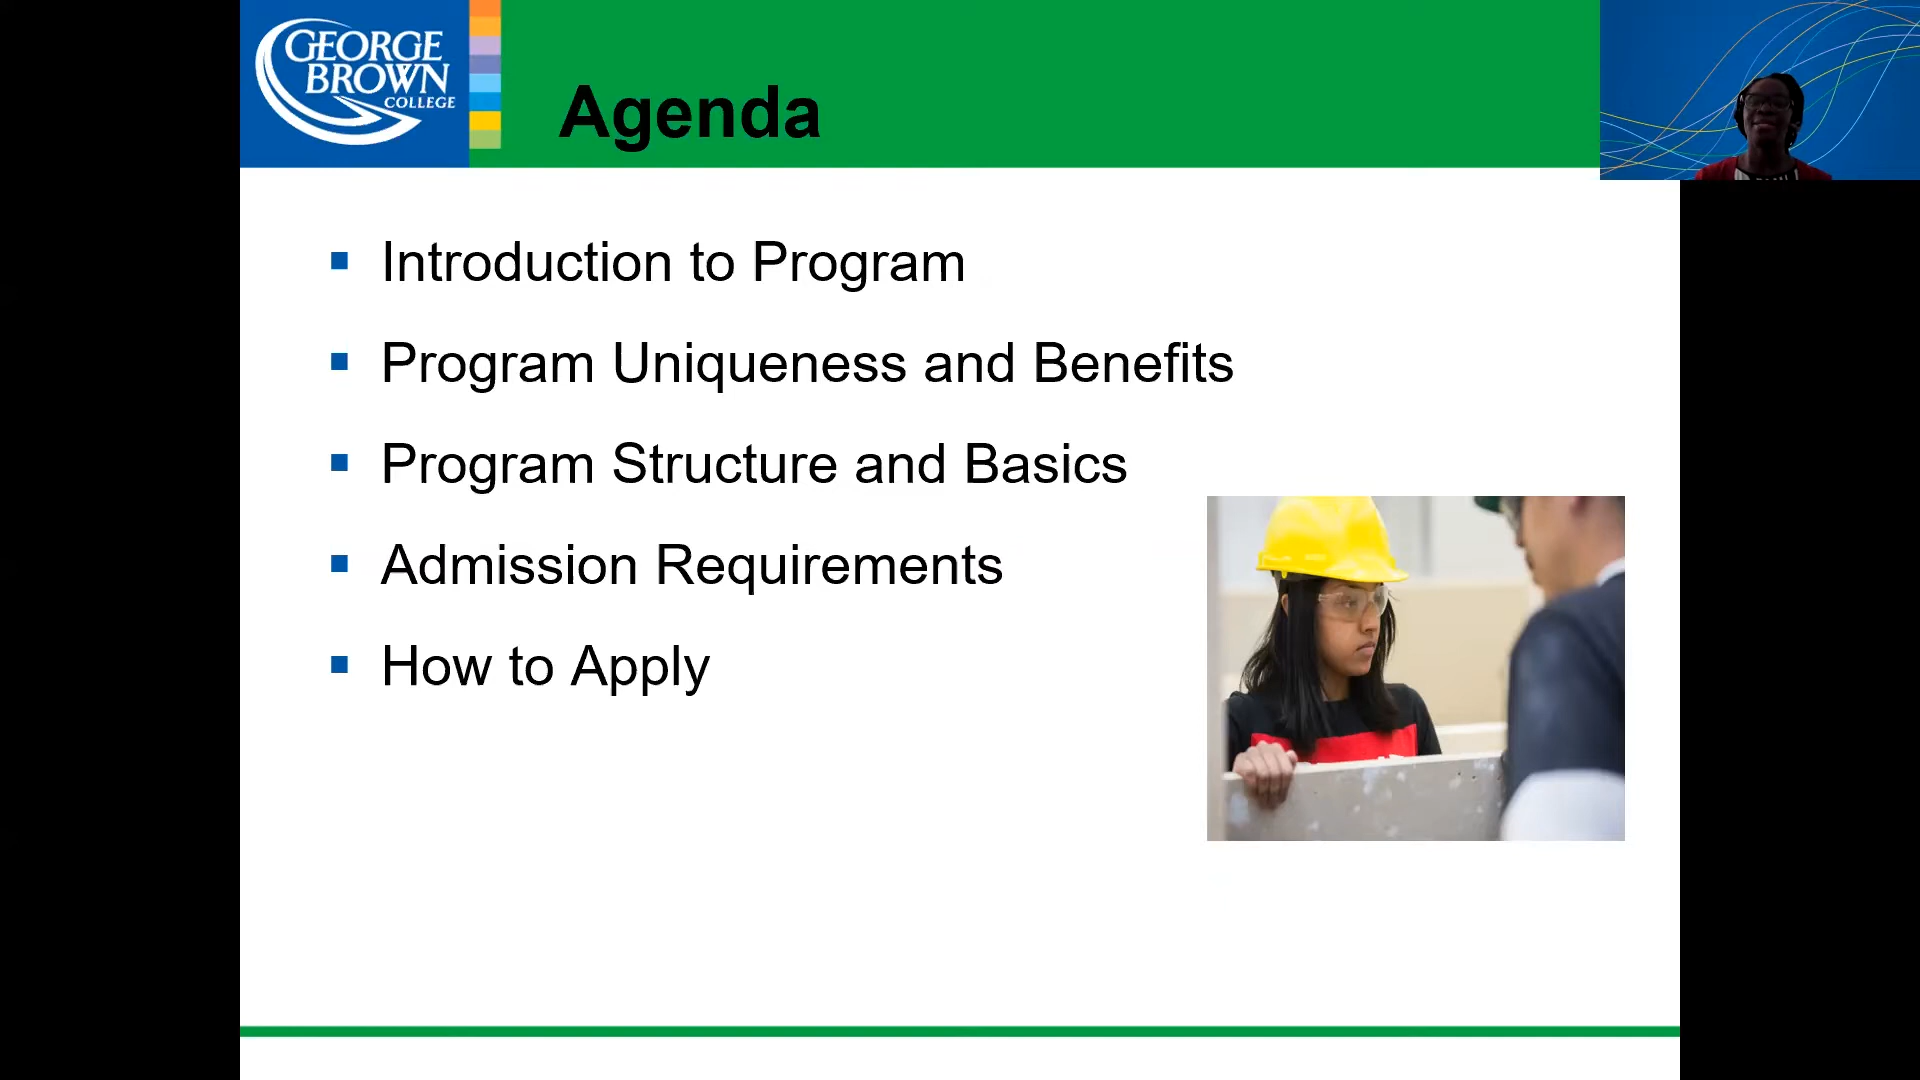 GEORGE
BROWN
COLLEGE
Agenda
Introduction to Program
Program Uniqueness and Benefits
Program Structure and Basics
Admission Requirements
How to Apply